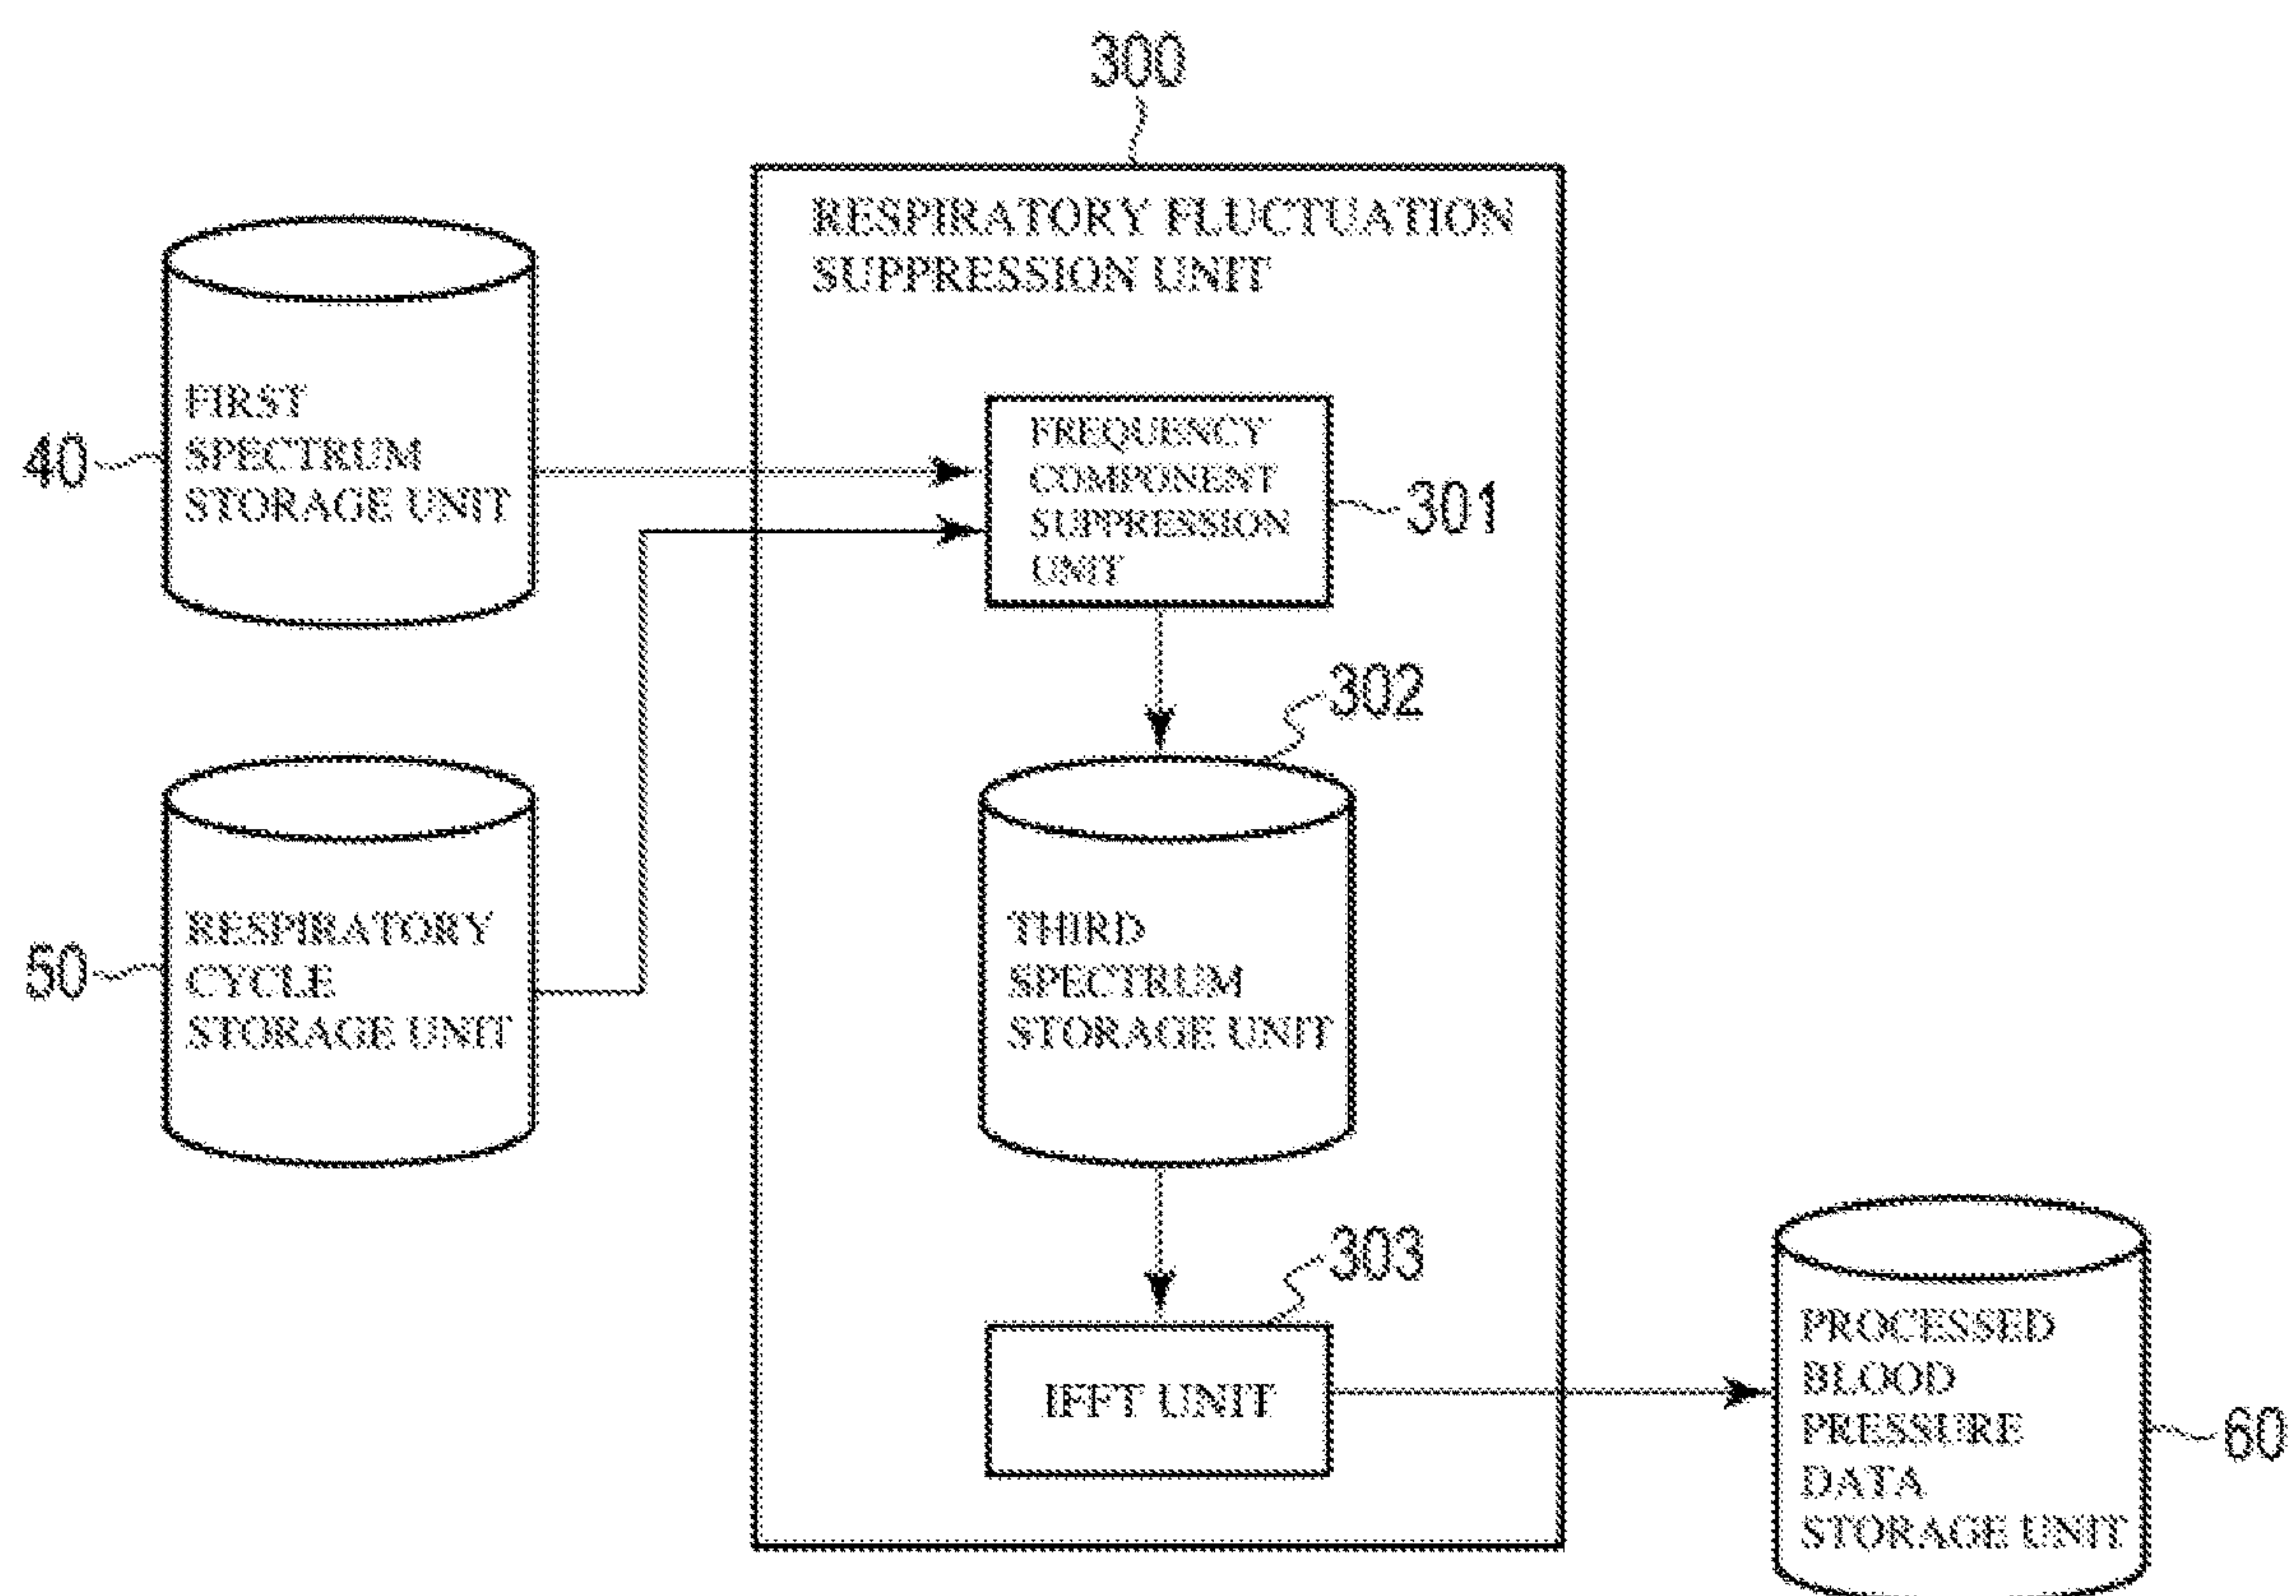 300
RESPIRATORY FLUCTUATION
SUPPRESSION UNIT
FIRST
SPECTRUM
STORAGE UNIT
40
FREQUENCY
COMPONENT
SUPPRESSION
UNIT
301
302
RESPIRATORY
CYCLE
STORAGE UNIT
50
THIRD
SPECTRUM
STORAGE UNIT
303
IFFT UNIT
PROCESSED
BLOOD
PRESSURE
DATA
STORAGE UNIT
60